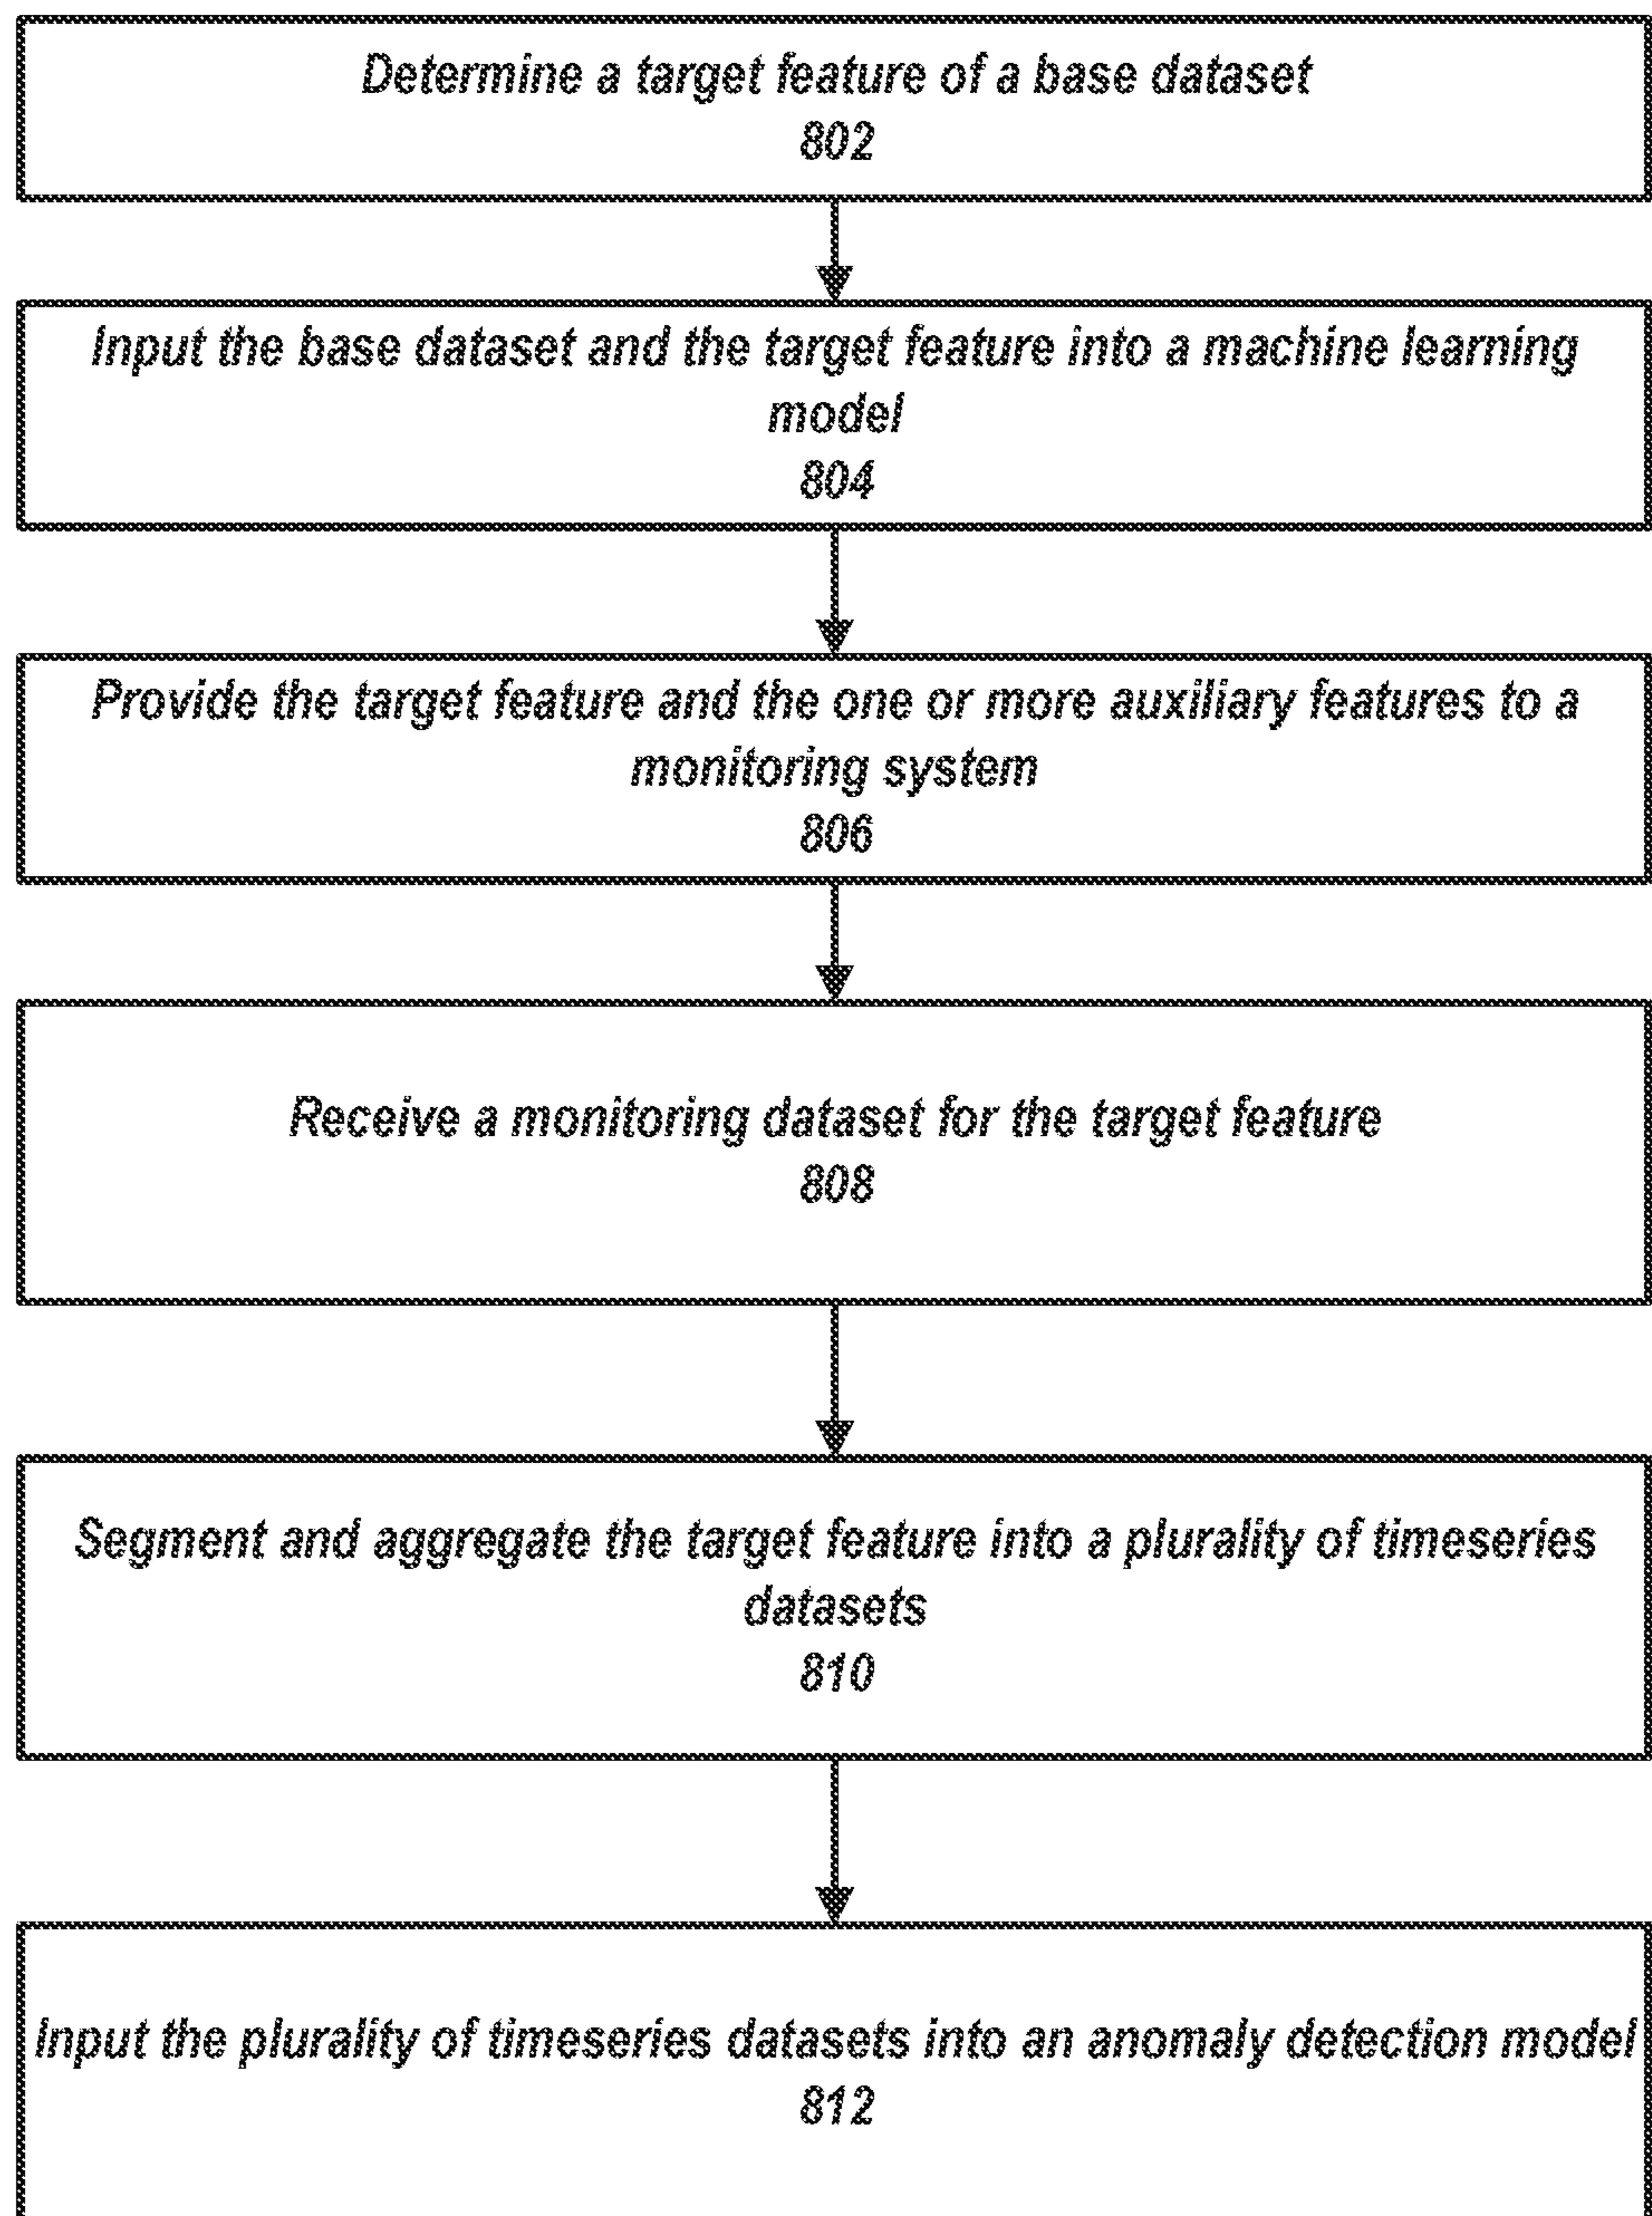 Determine a target feature of a base dataset
802
Input the base dataset and the target feature into a machine learning
model
804
Provide the target feature and the one or more auxiliary features to a
monitoring system
806
Receive a monitoring dataset for the target feature
808
Segment and aggregate the target feature into a plurality of timeseries
datasets
810
Input the plurality of timeseries datasets into an anomaly detection model
812